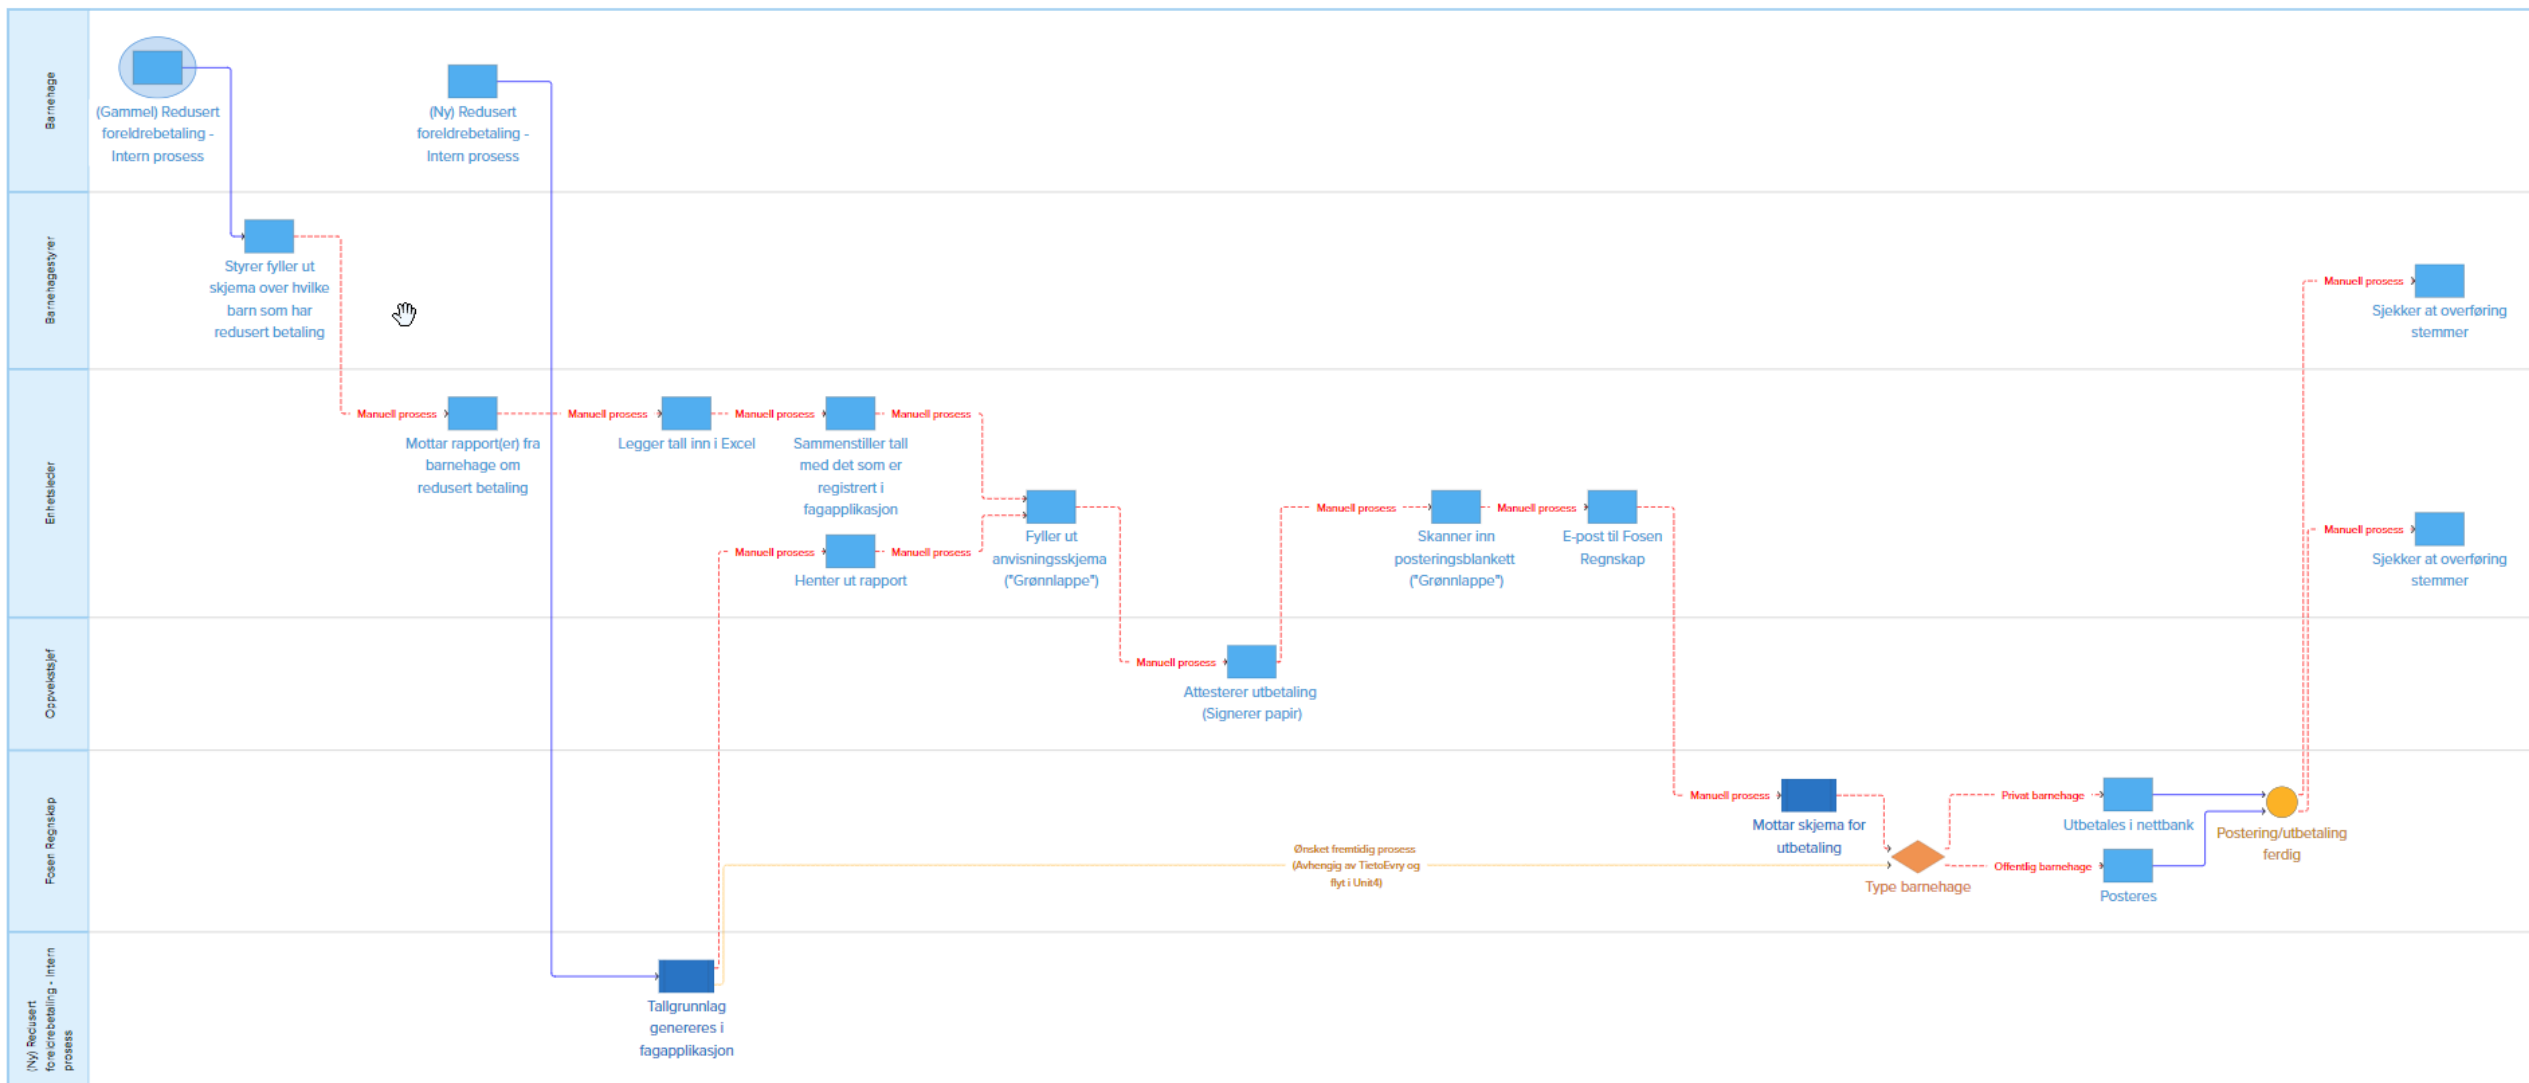 Barnehage
(Gammel) Redusert
foreldrebetaling -
Intern prosess
(Ny) Redusert
foreldrebetaling -
Intern prosess
Barnehagestyrer
Styrer fyller ut
skjema over hvilke
barn som har
redusert betaling
Manuell prosess
Sjekker at overføring
stemmer
Enhetsleder
Manuell prosess
Mottar rapport(er) fra
barnehage om
redusert betaling
Manuell prosess
Legger tall inn i Excel
Manuell prosess
Sammenstiller tall
med det som er
registrert i
fagapplikasjon
Manuell prosess
Manuell prosess
Henter ut rapport
Manuell prosess
Fyller ut
anvisningsskjema
("Grønnlappe")
Manuell prosess
Skanner inn
posteringsblankett
("Grønnlappe")
Manuell prosess
E-post til Fosen
Regnskap
Manuell prosess
Sjekker at overføring
stemmer
Oppvekstsjef
Manuell prosess
Attesterer utbetaling
(Signerer papir)
Fosen Regnskap
Ønsket fremtidig prosess
(Avhengig av TietoEvry og
flyt i Unit4)
Manuell prosess
Mottar skjema for
utbetaling
Type barnehage
Privat barnehage
Utbetales i nettbank
Offentlig barnehage
Posteres
Postering/utbetaling
ferdig
(Ny) Redusert
foreldrebetaling - Intern
prosess
Tallgrunnlag
genereres i
fagapplikasjon